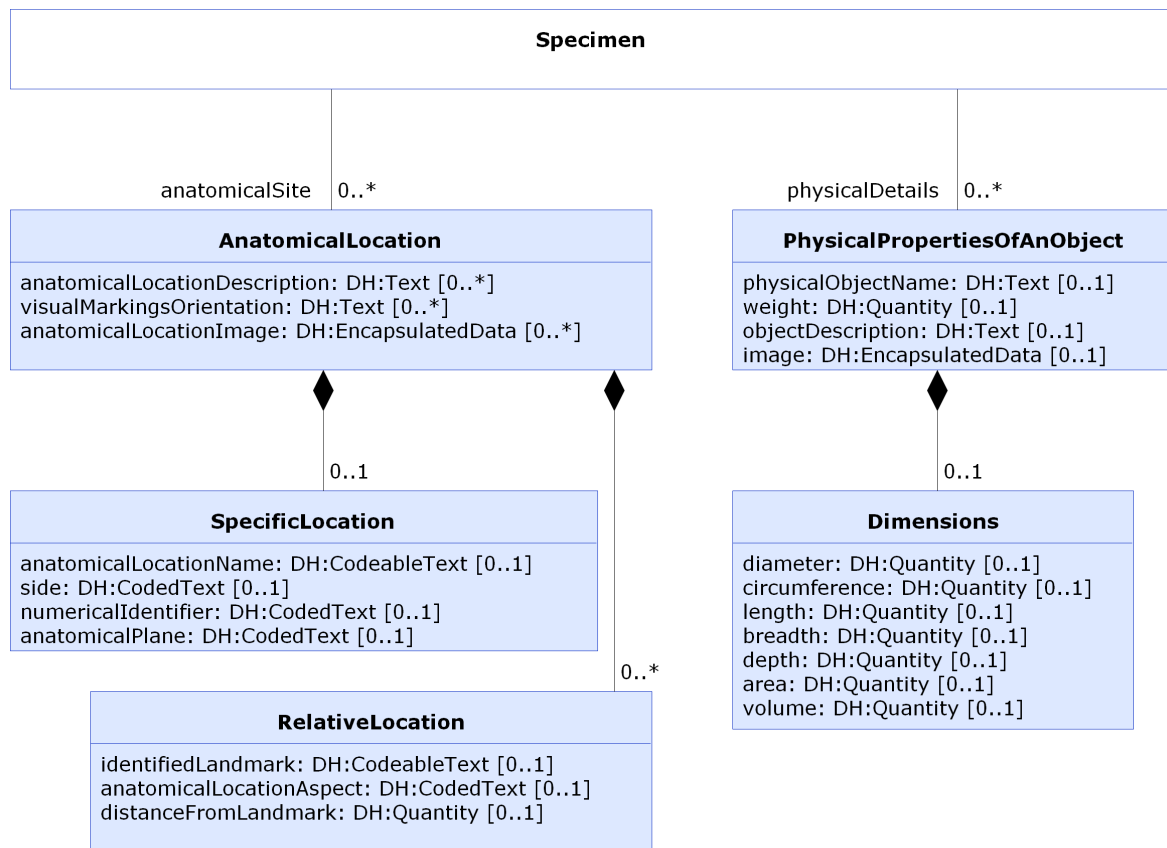 Specimen
anatomicalSite 0..*
physicalDetails 0..*
AnatomicalLocation
anatomicalLocationDescription: DH:Text [0..*]
visualMarkingsOrientation: DH:Text [0..*]
anatomicalLocationImage: DH:EncapsulatedData [0..*]
PhysicalPropertiesOfAnObject
physicalObjectName: DH:Text [0..1]
weight: DH:Quantity [0..1]
objectDescription: DH:Text [0..1]
image: DH:EncapsulatedData [0..1]
0..1
0..1
SpecificLocation
anatomicalLocationName: DH:CodeableText [0..1]
side: DH:CodedText [0..1]
numericalIdentifier: DH:CodedText [0..1]
anatomicalPlane: DH:CodedText [0..1]
Dimensions
diameter: DH:Quantity [0..1]
circumference: DH:Quantity [0..1]
length: DH:Quantity [0..1]
breadth: DH:Quantity [0..1]
depth: DH:Quantity [0..1]
area: DH:Quantity [0..1]
volume: DH:Quantity [0..1]
0..*
RelativeLocation
identifiedLandmark: DH:CodeableText [0..1]
anatomicalLocationAspect: DH:CodedText [0..1]
distanceFromLandmark: DH:Quantity [0..1]